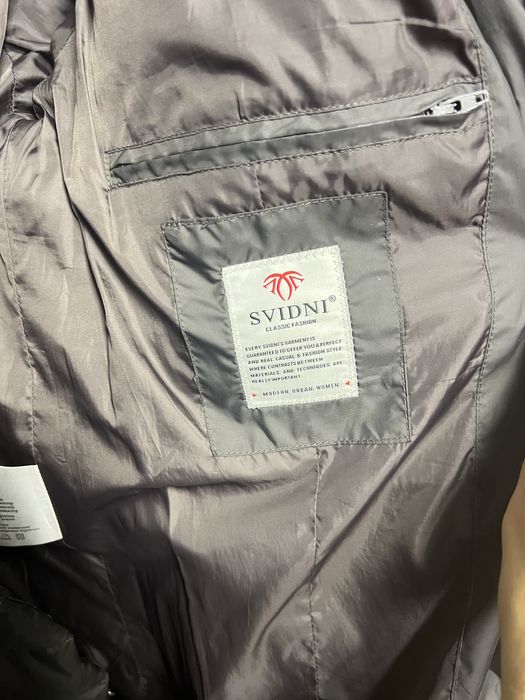 SVIDNI®
CLASSIC FASHION
EVERY SVIDNI'S GARMENT IS
GUARANTEED TO OFFER YOU A PERFECT
AND REAL, CASUAL & FASHION STYLE
WHERE CONTRASTS BETWEEN
MATERIALS, AND TECHNIQUES ARE
REALLY IMPORTANT.
MODERN URBAN WOMEN